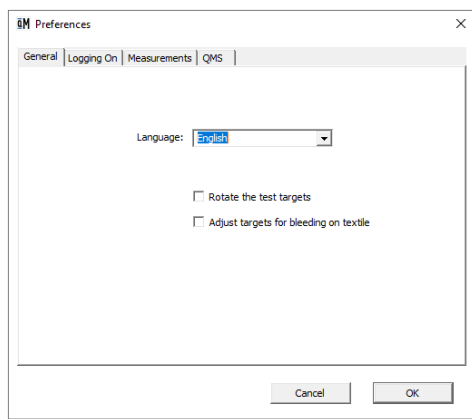 qM Preferences
General Logging On Measurements QMS
Language: English
Rotate the test targets
Adjust targets for bleeding on textile
Cancel OK